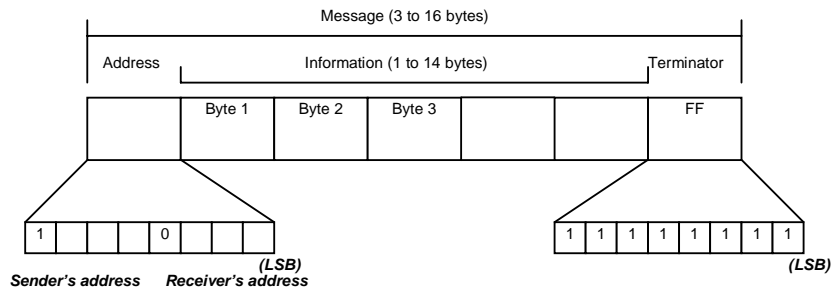 Message (3 to 16 bytes)
Address Information (1 to 14 bytes) Terminator
Byte 1 Byte 2 Byte 3 FF
1 0 1 1 1 1 1 1 1 1
(LSB) (LSB)
Sender's address Receiver's address